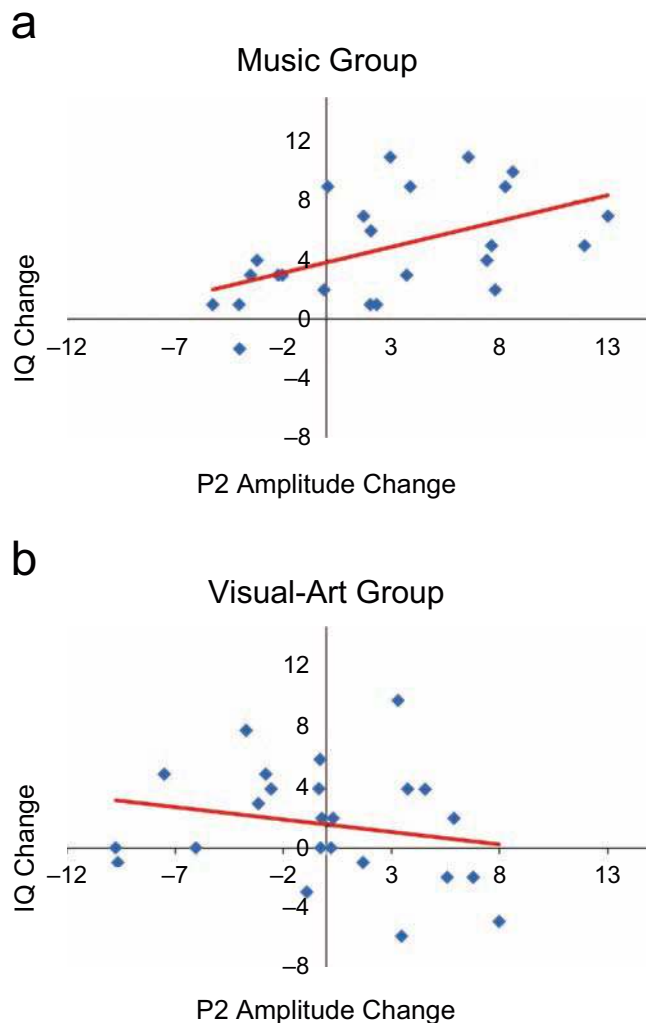 a
Music Group
12
8
4
0
–12 –7 –2 3 8 13
–4
–8
IQ Change
P2 Amplitude Change
b
Visual-Art Group
12
8
4
0
–12 –7 –2 3 8 13
–4
–8
IQ Change
P2 Amplitude Change